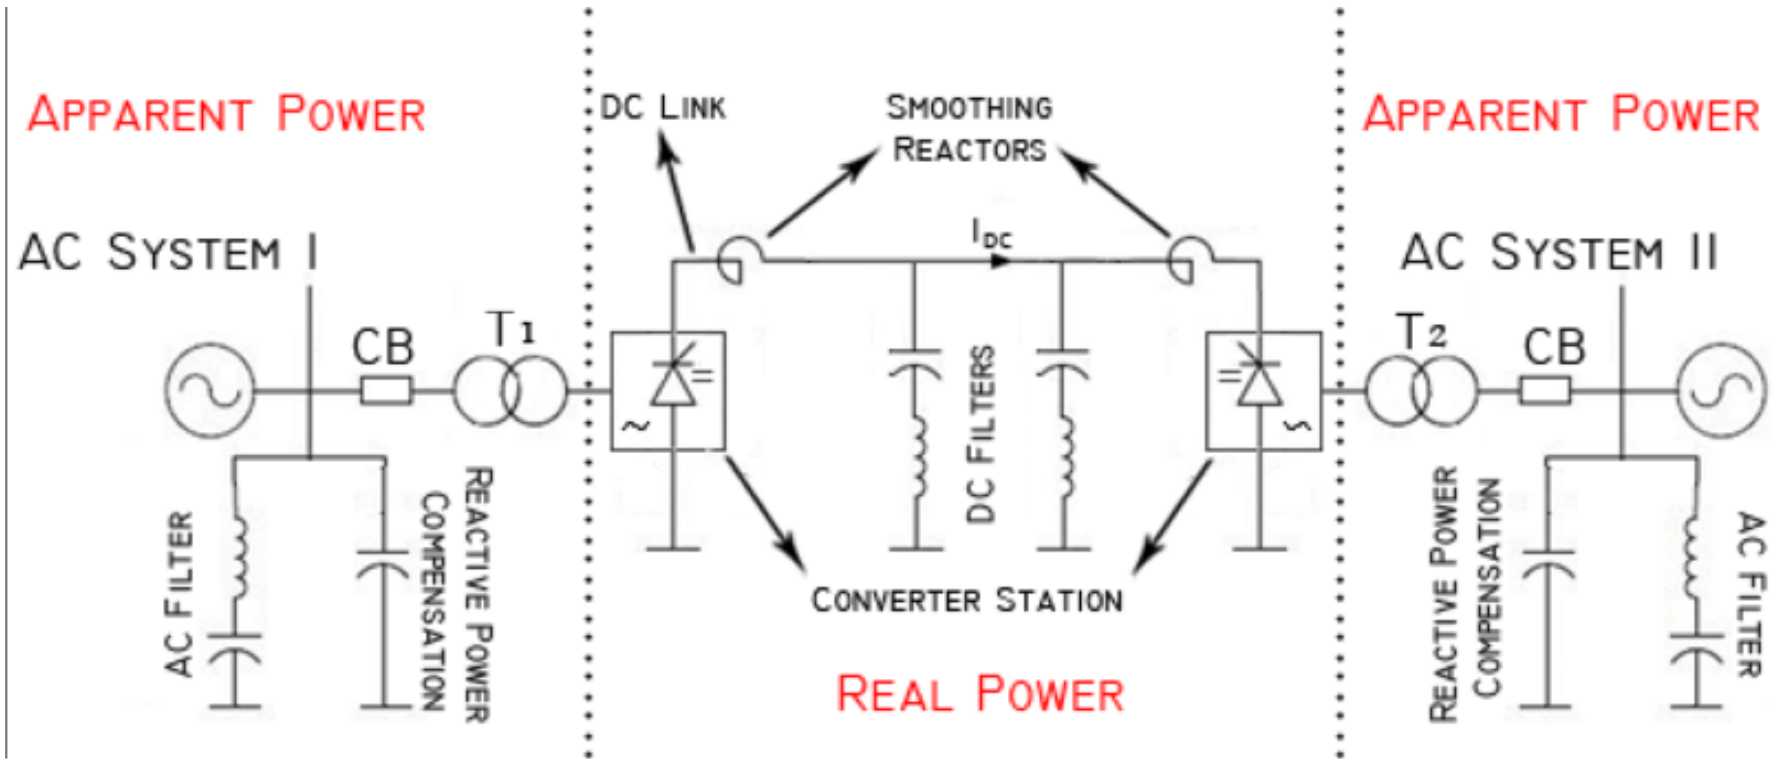 APPARENT POWER
DC LINK
SMOOTHING
REACTORS
APPARENT POWER
AC SYSTEM I
IDC
AC SYSTEM II
CB
T1
T2
CB
DC FILTERS
AC FILTER
REACTIVE POWER
COMPENSATION
CONVERTER STATION
REACTIVE POWER
COMPENSATION
AC FILTER
REAL POWER